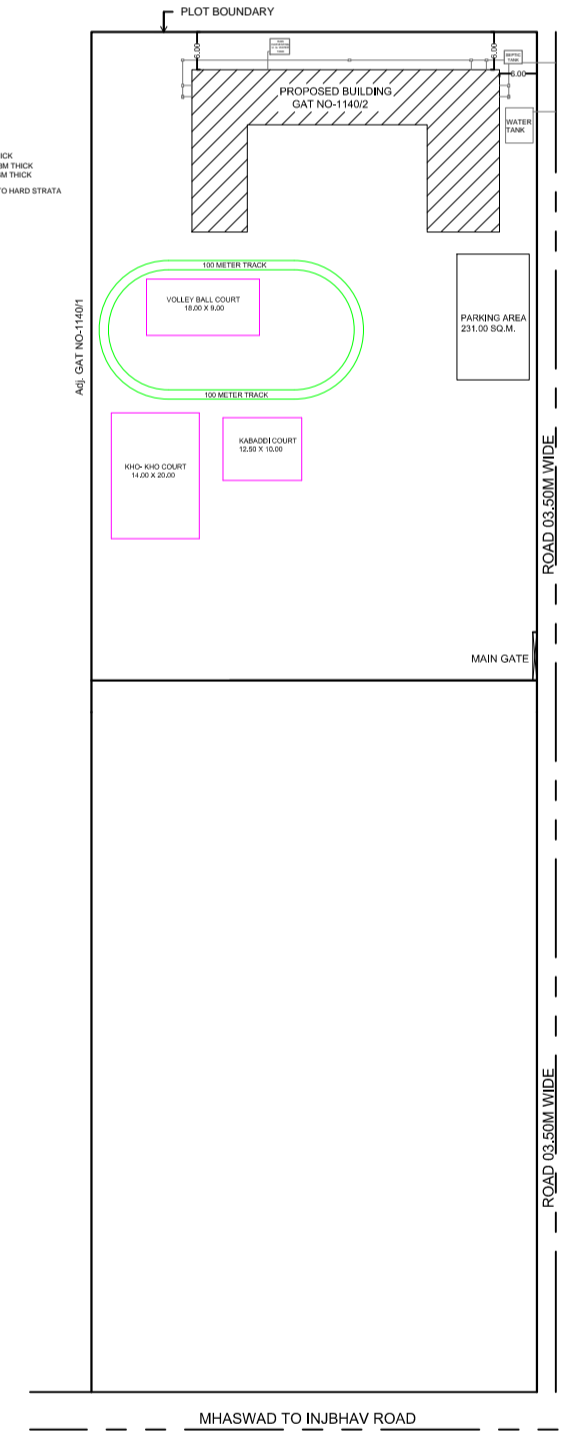 PLOT BOUNDARY
6.00
6.00
SEPTIC
TANK
6.00
PROPOSED BUILDING
GAT NO-1140/2
WATER
TANK
ICK
BM THICK
M THICK
TO HARD STRATA
100 METER TRACK
VOLLEY BALL COURT
18.00 X 9.00
PARKING AREA
231.00 SQ.M.
Adj. GAT NO-1140/1
100 METER TRACK
KABADDI COURT
12.50 X 10.00
KHO- KHO COURT
14.00 X 20.00
ROAD 03.50M WIDE
MAIN GATE
ROAD 03.50M WIDE
MHASWAD TO INJBHAV ROAD